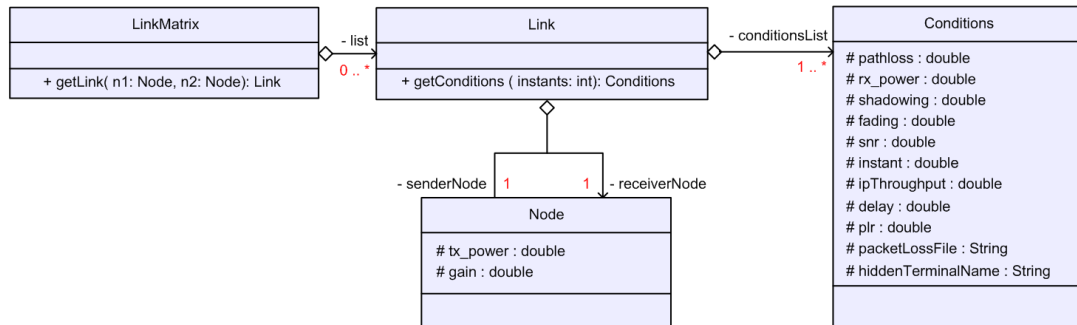 LinkMatrix
+ getLink( n1: Node, n2: Node): Link
- list
0 .. *
Link
+ getConditions ( instants: int): Conditions
- conditionsList
1 .. *
Conditions
# pathloss : double
# rx_power : double
# shadowing : double
# fading : double
# snr : double
# instant : double
# ipThroughput : double
# delay : double
# plr : double
# packetLossFile : String
# hiddenTerminalName : String
- senderNode
1
1
- receiverNode
Node
# tx_power : double
# gain : double